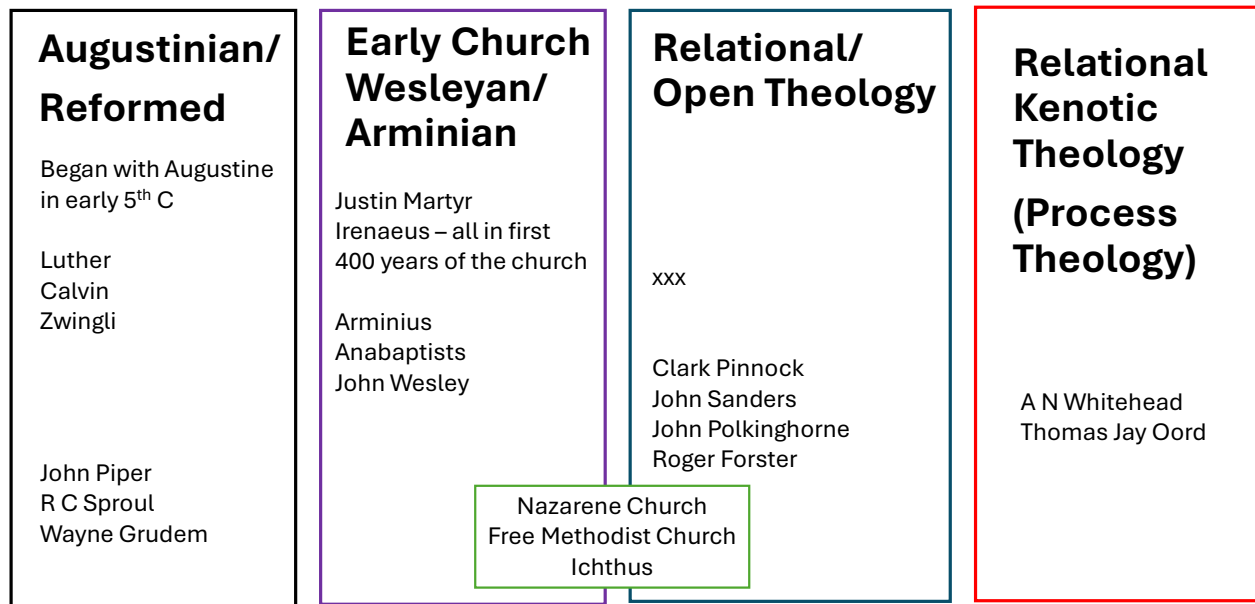 Augustinian/
Reformed
Began with Augustine
in early 5th C
Luther
Calvin
Zwingli
John Piper
R C Sproul
Wayne Grudem
Early Church
Wesleyan/
Arminian
Justin Martyr
Irenaeus – all in first
400 years of the church
Arminius
Anabaptists
John Wesley
Relational/
Open Theology
xxx
Clark Pinnock
John Sanders
John Polkinghorne
Roger Forster
Nazarene Church
Free Methodist Church
Ichthus
Relational
Kenotic
Theology
(Process
Theology)
A N Whitehead
Thomas Jay Oord